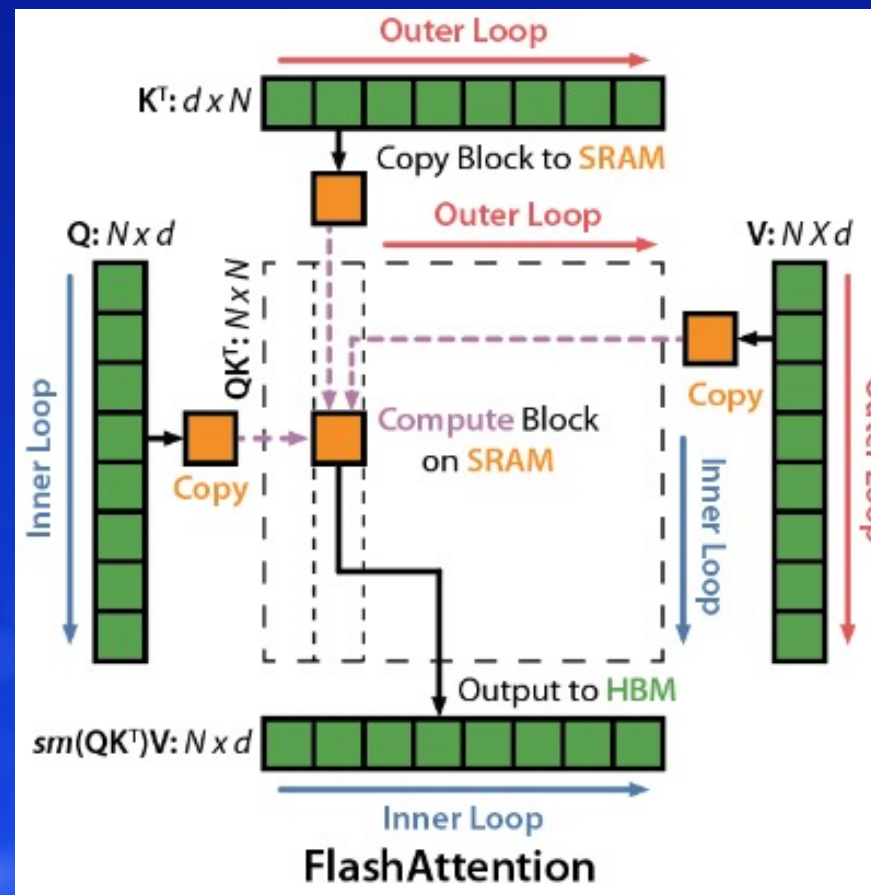 Outer Loop
Kᵀ: d x N
Copy Block to SRAM
Outer Loop
Q: N x d
V: N X d
QKᵀ: N x N
Copy
Compute Block
on SRAM
Copy
Inner Loop
Inner Loop
Outer Loop
Output to HBM
sm(QKᵀ)V: N x d
Inner Loop
FlashAttention